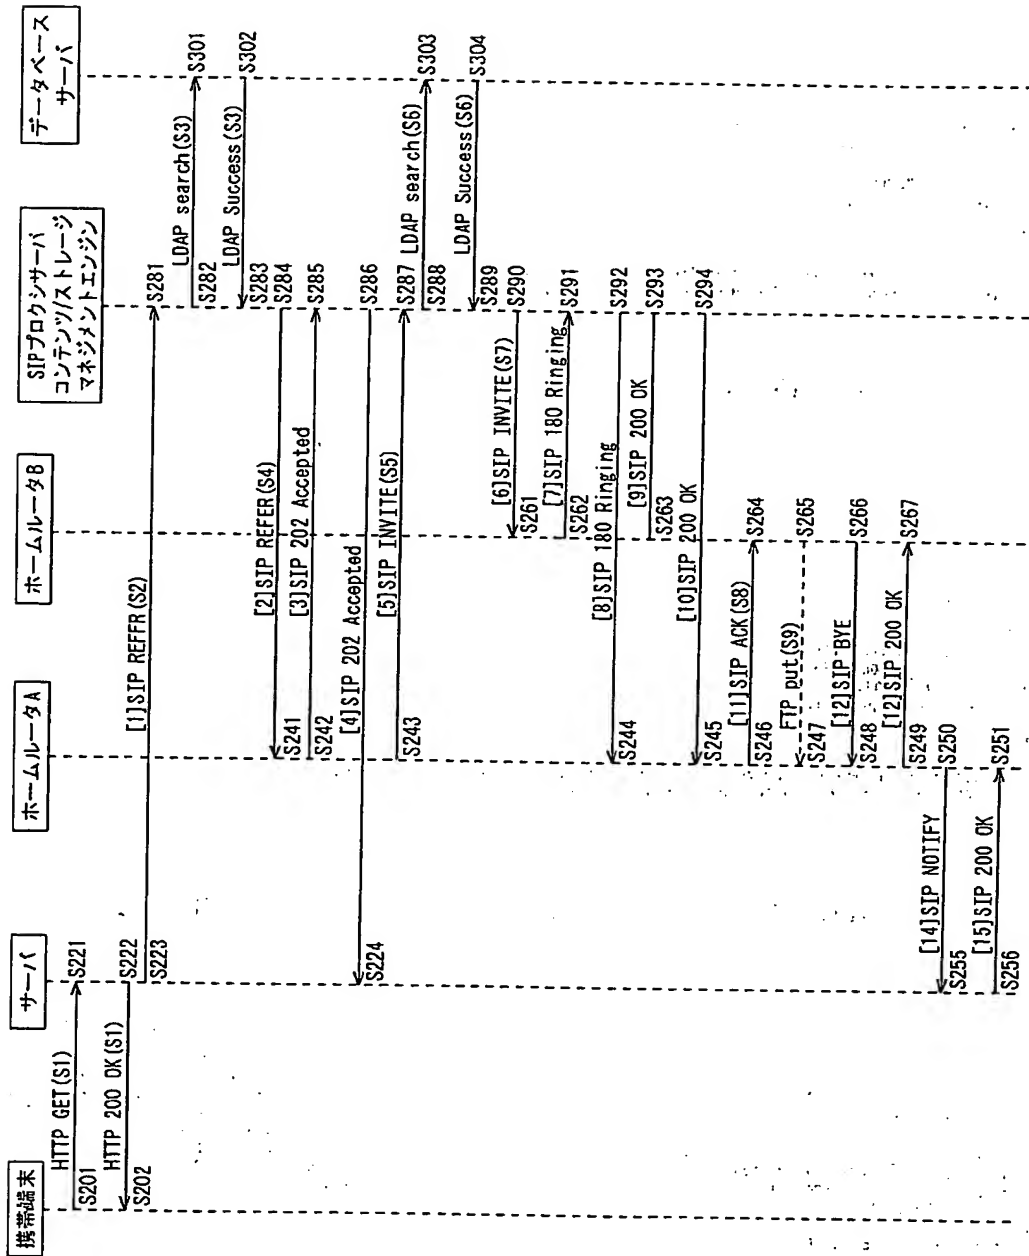 携帯端末
サーバ
ホームルータA
ホームルータB
SIPプロクシサーバ
コンテンツ/ストレージ
マネジメントエンジン
データベース
サーバ
HTTP GET(S1)
S201
S221
HTTP 200 OK(S1)
S202
S222
S223
[1]SIP REFFR(S2)
S281
LDAP search(S3)
S282
S301
LDAP Success(S3)
S283
S302
[2]SIP REFER(S4)
S284
S241
[3]SIP 202 Accepted
S242
S285
[4]SIP 202 Accepted
S286
S224
[5]SIP INVITE(S5)
S243
S287
LDAP search(S6)
S288
S303
LDAP Success(S6)
S289
S304
[6]SIP INVITE(S7)
S290
S261
[7]SIP 180 Ringing
S262
S291
[8]SIP 180 Ringing
S292
S244
[9]SIP 200 OK
S293
S263
[10]SIP 200 OK
S294
S245
[11]SIP ACK(S8)
S246
S264
FTP put(S9)
S265
S247
[12]SIP BYE
S266
S248
[12]SIP 200 OK
S249
S267
[14]SIP NOTIFY
S250
S255
[15]SIP 200 OK
S256
S251